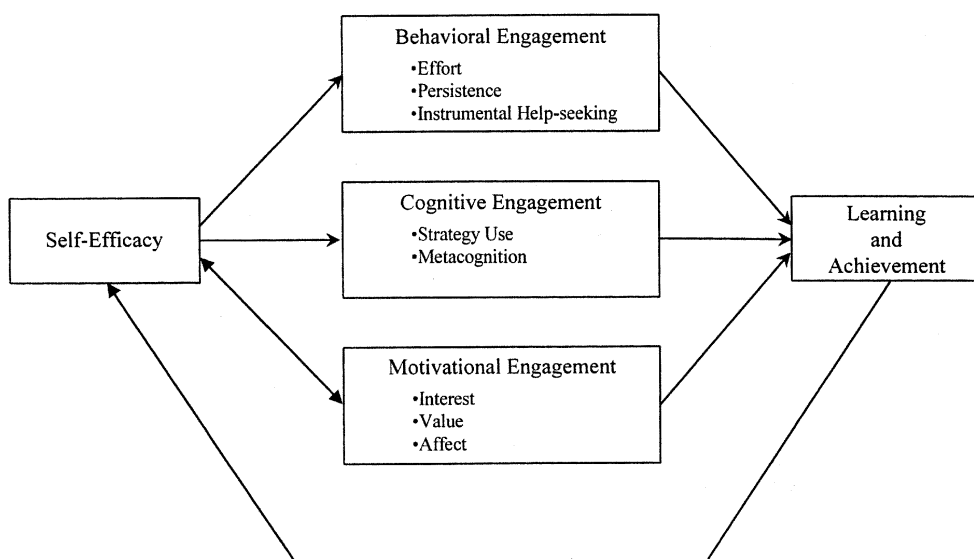 Behavioral Engagement
•Effort
•Persistence
•Instrumental Help-seeking
Self-Efficacy
Cognitive Engagement
•Strategy Use
•Metacognition
Learning
and
Achievement
Motivational Engagement
•Interest
•Value
•Affect